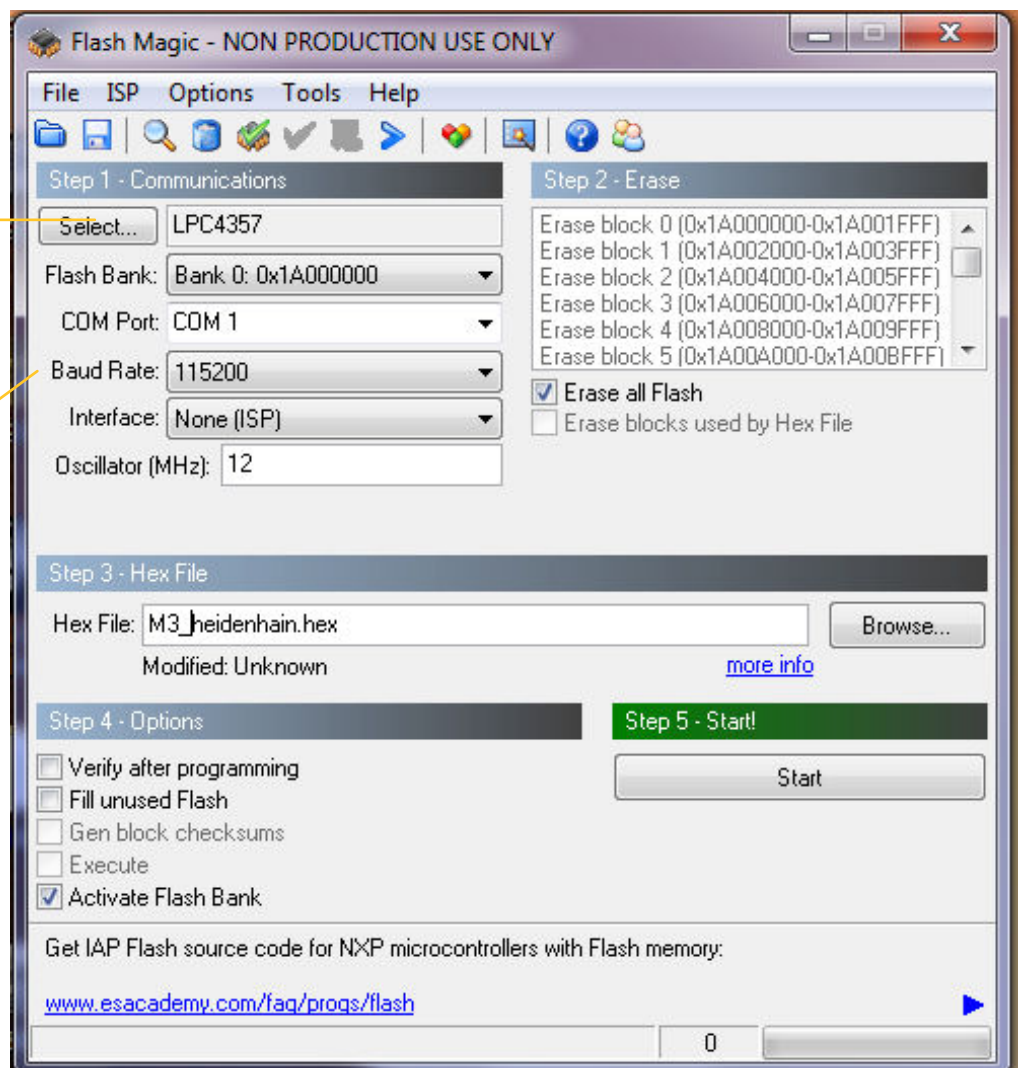 Flash Magic - NON PRODUCTION USE ONLY
File ISP Options Tools Help
Step 1 - Communications
Select... LPC4357
Flash Bank: Bank 0: 0x1A000000
COM Port: COM 1
Baud Rate: 115200
Interface: None (ISP)
Oscillator (MHz): 12
Step 2 - Erase
Erase block 0 (0x1A000000-0x1A001FFF)
Erase block 1 (0x1A002000-0x1A003FFF)
Erase block 2 (0x1A004000-0x1A005FFF)
Erase block 3 (0x1A006000-0x1A007FFF)
Erase block 4 (0x1A008000-0x1A009FFF)
Erase block 5 (0x1A00A000-0x1A00BFFF)
Erase all Flash
Erase blocks used by Hex File
Step 3 - Hex File
Hex File: M3_heidenhain.hex Browse...
Modified: Unknown more info
Step 4 - Options
Verify after programming
Fill unused Flash
Gen block checksums
Execute
Activate Flash Bank
Step 5 - Start!
Start
Get IAP Flash source code for NXP microcontrollers with Flash memory:
www.esacademy.com/faq/progs/flash
0